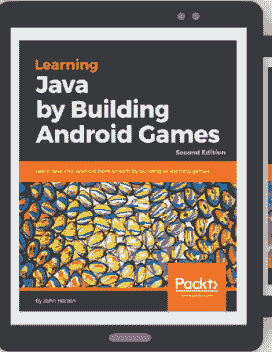 Learning
Java
by Building
Android Games
Second Edition
Learn Java and Android from scratch by building six exciting games
Packt>
By John Horton